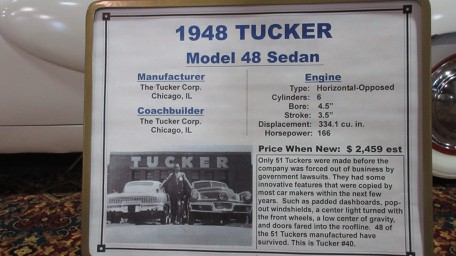 1948 TUCKER
Model 48 Sedan
Manufacturer
The Tucker Corp.
Chicago, IL
Coachbuilder
The Tucker Corp.
Chicago, IL
Engine
Type: Horizontal-Opposed
Cylinders: 6
Bore: 4.5"
Stroke: 3.5"
Displacement: 334.1 cu. in.
Horsepower: 166
TUCKER
Price When New: $ 2,459 est
Only 51 Tuckers were made before the
company was forced out of business by
government lawsuits. They had some
innovative features that were copied by
most car makers within the next few
years. Such as padded dashboards, pop-
out windshields, a center light turned with
the front wheels, a low center of gravity,
and doors fared into the roofline. 48 of
the 51 Tuckers manufactured have
survived. This is Tucker #40.